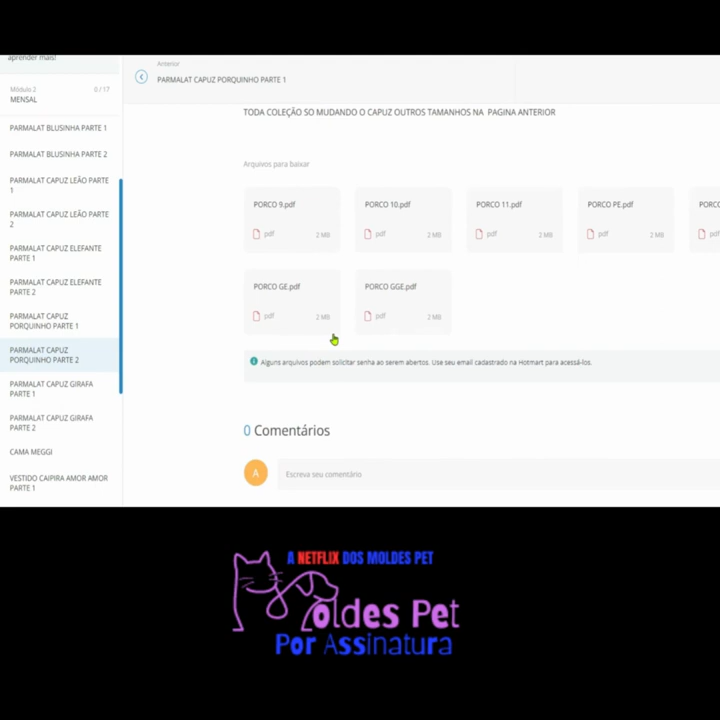 aprender mais!
Módulo 2
0 / 17
MENSAL
PARMALAT BLUSINHA PARTE 1
PARMALAT BLUSINHA PARTE 2
PARMALAT CAPUZ LEÃO PARTE
1
PARMALAT CAPUZ LEÃO PARTE
2
PARMALAT CAPUZ ELEFANTE
PARTE 1
PARMALAT CAPUZ ELEFANTE
PARTE 2
PARMALAT CAPUZ
PORQUINHO PARTE 1
PARMALAT CAPUZ
PORQUINHO PARTE 2
PARMALAT CAPUZ GIRAFA
PARTE 1
PARMALAT CAPUZ GIRAFA
PARTE 2
CAMA MEGGI
VESTIDO CAIPIRA AMOR AMOR
PARTE 1
Anterior
PARMALAT CAPUZ PORQUINHO PARTE 1
TODA COLEÇÃO SO MUDANDO O CAPUZ OUTROS TAMANHOS NA PAGINA ANTERIOR
Arquivos para baixar
PORCO 9.pdf
pdf 2 MB
PORCO 10.pdf
pdf 2 MB
PORCO 11.pdf
pdf 2 MB
PORCO PE.pdf
pdf 2 MB
PORCO
pdf
PORCO GE.pdf
pdf 2 MB
PORCO GGE.pdf
pdf 2 MB
Alguns arquivos podem solicitar senha ao serem abertos. Use seu email cadastrado na Hotmart para acessá-los.
0 Comentários
A
Escreva seu comentário
A NETFLIX DOS MOLDES PET
Moldes Pet
Por Assinatura